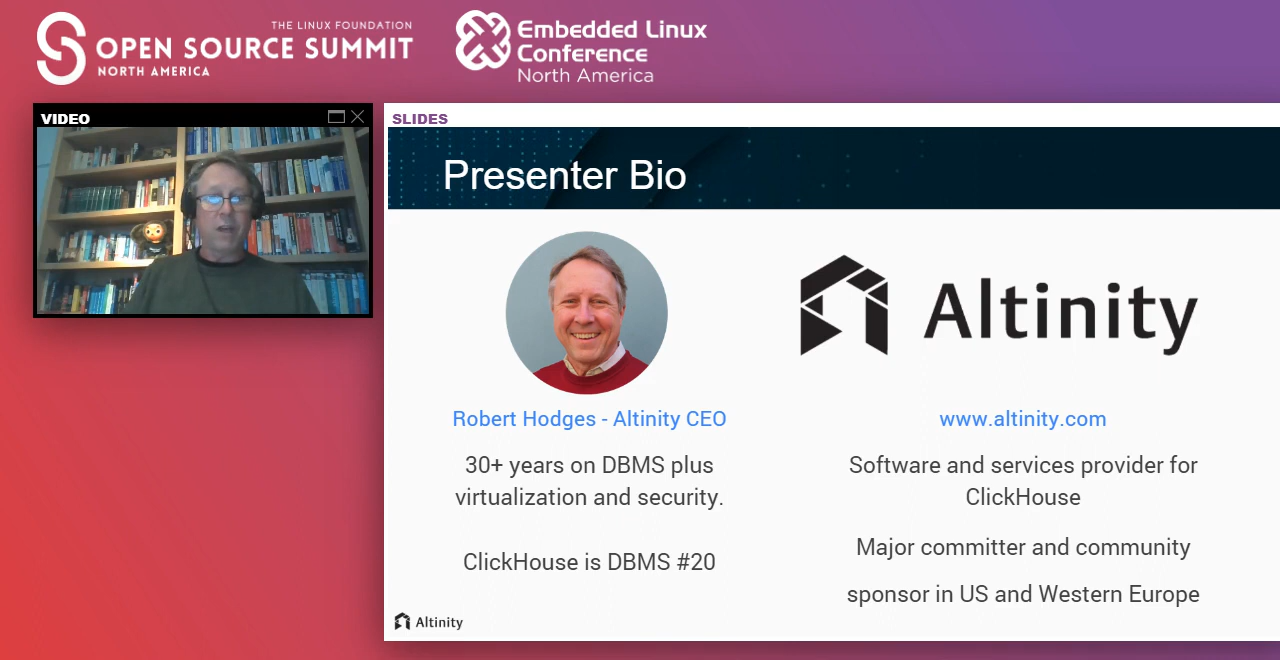 THE LINUX FOUNDATION
OPEN SOURCE SUMMIT
NORTH AMERICA
Embedded Linux
Conference
North America
VIDEO
SLIDES
Presenter Bio
Altinity
Robert Hodges - Altinity CEO
www.altinity.com
30+ years on DBMS plus
virtualization and security.
Software and services provider for
ClickHouse
ClickHouse is DBMS #20
Major committer and community
sponsor in US and Western Europe
Altinity